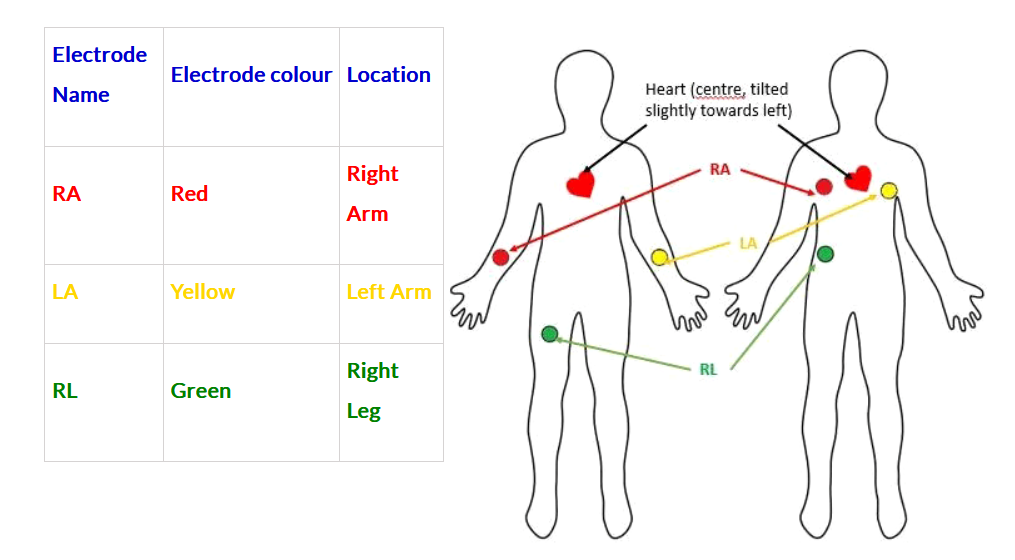 Electrode
Name
Electrode colour
Location
RA
Red
Right
Arm
LA
Yellow
Left Arm
RL
Green
Right
Leg
Heart (centre, tilted
slightly towards left)
RA
LA
RL